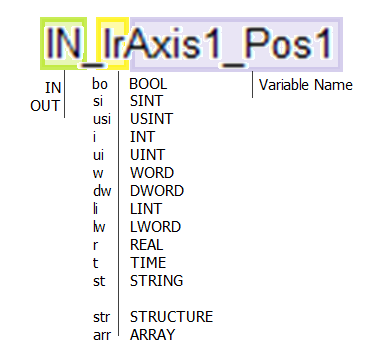 IN_lrAxis1_Pos1
IN bo BOOL Variable Name
OUT si SINT
usi USINT
i INT
ui UINT
w WORD
dw DWORD
li LINT
lw LWORD
r REAL
t TIME
st STRING
str STRUCTURE
arr ARRAY